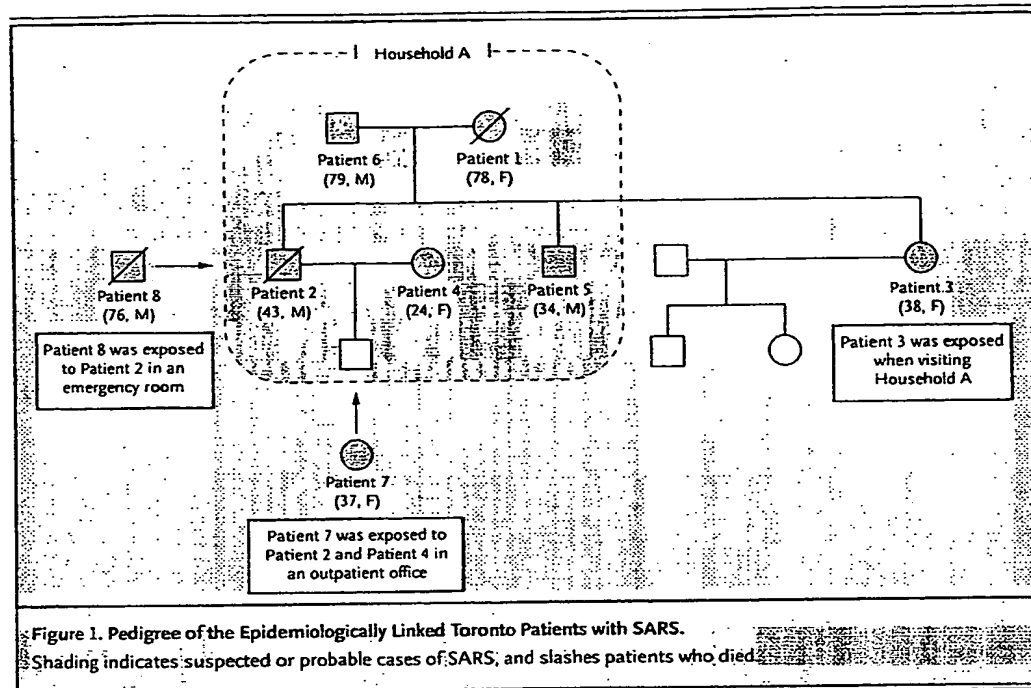 Household A
Patient 6
(79, M)
Patient 1
(78, F)
Patient 8
(76, M)
Patient 2
(43, M)
Patient 4
(24, F)
Patient 5
(34, M)
Patient 3
(38, F)
Patient 8 was exposed
to Patient 2 in an
emergency room
Patient 3 was exposed
when visiting
Household A
Patient 7
(37, F)
Patient 7 was exposed to
Patient 2 and Patient 4 in
an outpatient office
Figure 1. Pedigree of the Epidemiologically Linked Toronto Patients with SARS.
Shading indicates suspected or probable cases of SARS, and slashes patients who died.